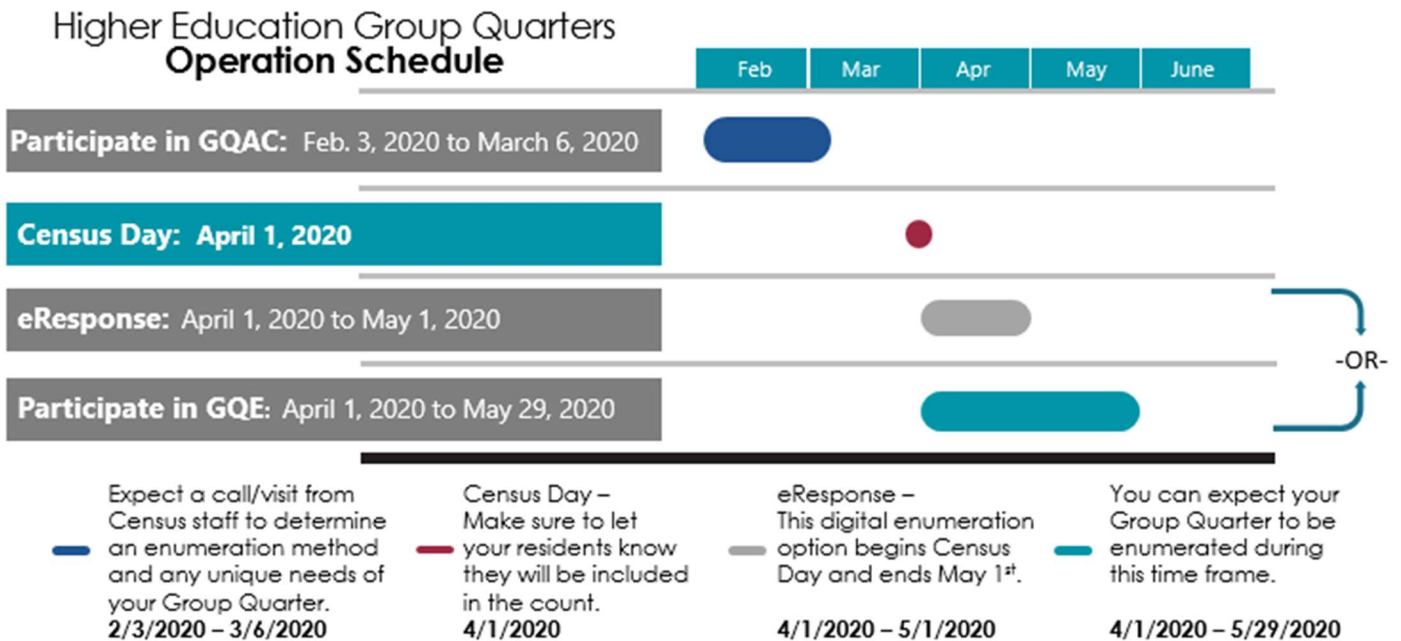 Higher Education Group Quarters
Operation Schedule
Feb Mar Apr May June
Participate in GQAC: Feb. 3, 2020 to March 6, 2020
Census Day: April 1, 2020
eResponse: April 1, 2020 to May 1, 2020
-OR-
Participate in GQE: April 1, 2020 to May 29, 2020
Expect a call/visit from
Census staff to determine
an enumeration method
and any unique needs of
your Group Quarter.
2/3/2020 – 3/6/2020
Census Day –
Make sure to let
your residents know
they will be included
in the count.
4/1/2020
eResponse –
This digital enumeration
option begins Census
Day and ends May 1st.
4/1/2020 – 5/1/2020
You can expect your
Group Quarter to be
enumerated during
this time frame.
4/1/2020 – 5/29/2020